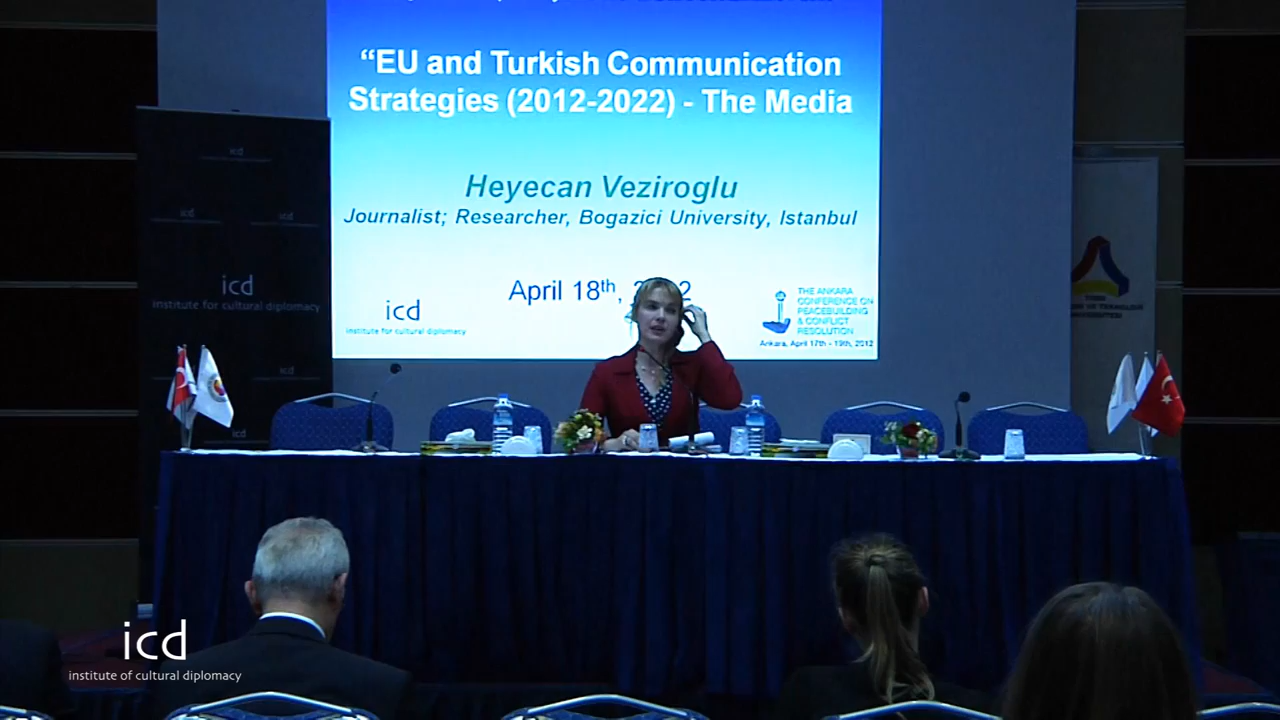 “EU and Turkish Communication
Strategies (2012-2022) - The Media
Heyecan Veziroglu
Journalist; Researcher, Bogazici University, Istanbul
April 18th,
icd
institute for cultural diplomacy
THE ANKARA
CONFERENCE ON
PEACEBUILDING
& CONFLICT
RESOLUTION
Ankara, April 17th - 19th, 2012
icd
icd
icd
icd
institute for cultural diplomacy
icd
icd
icd
institute of cultural diplomacy